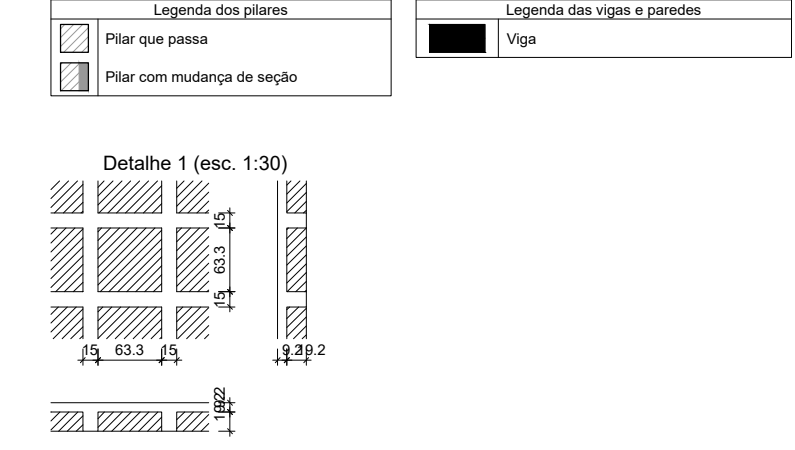 Legenda dos pilares
Pilar que passa
Pilar com mudança de seção
Legenda das vigas e paredes
Viga
Detalhe 1 (esc. 1:30)
15
63.3
15
15 63.3 15
9.2 19.2